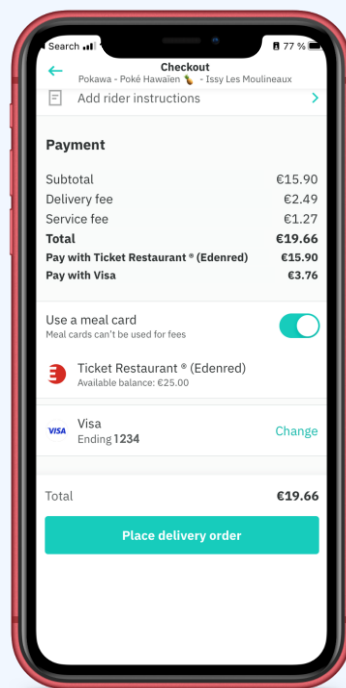 Search
77 %
Checkout
Pokawa - Poké Hawaïen 🍍 - Issy Les Moulineaux
Add rider instructions
Payment
Subtotal €15.90
Delivery fee €2.49
Service fee €1.27
Total €19.66
Pay with Ticket Restaurant ® (Edenred) €15.90
Pay with Visa €3.76
Use a meal card
Meal cards can't be used for fees
Ticket Restaurant ® (Edenred)
Available balance: €25.00
VISA
Visa
Ending 1234
Change
Total €19.66
Place delivery order